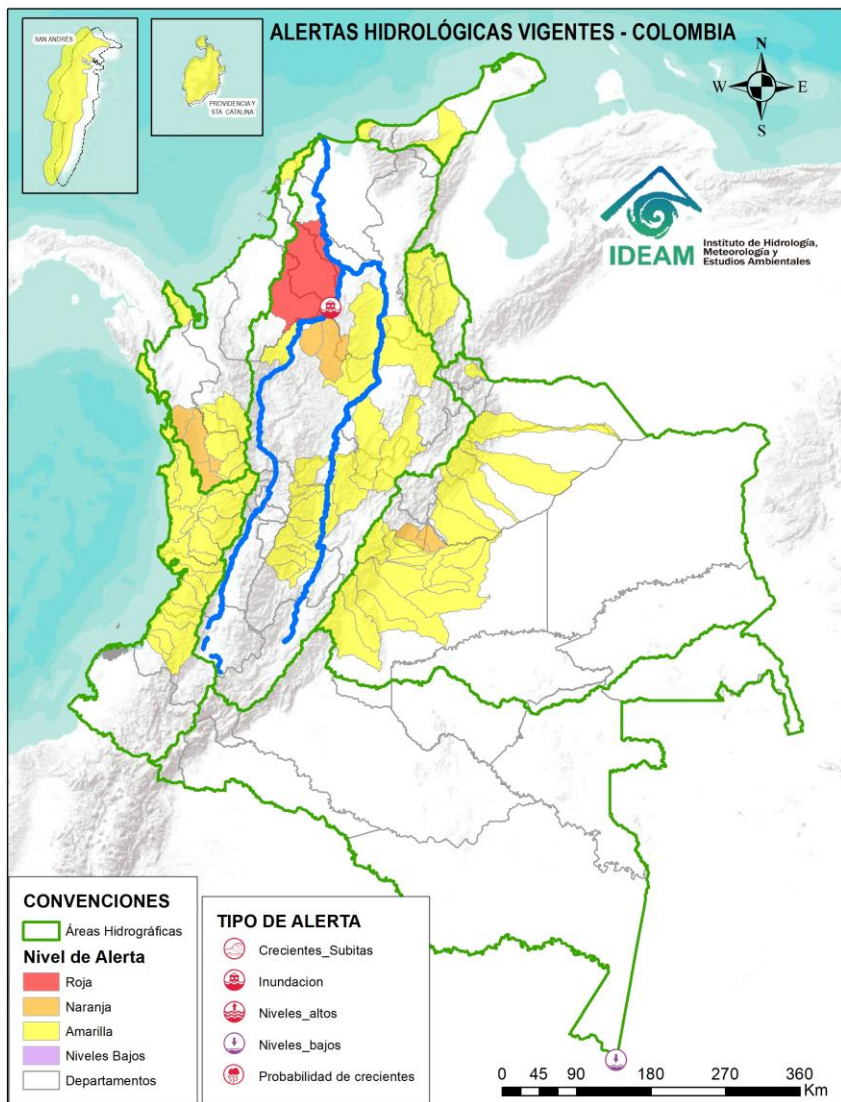 ALERTAS HIDROLÓGICAS VIGENTES - COLOMBIA
SAN ANDRÉS
PROVIDENCIA Y
STA. CATALINA
N
W
E
S
IDEAM
Instituto de Hidrología,
Meteorología y
Estudios Ambientales
CONVENCIONES
Áreas Hidrográficas
Nivel de Alerta
Roja
Naranja
Amarilla
Niveles Bajos
Departamentos
TIPO DE ALERTA
Crecientes_Subitas
Inundacion
Niveles_altos
Niveles_bajos
Probabilidad de crecientes
0 45 90 180 270 360
Km